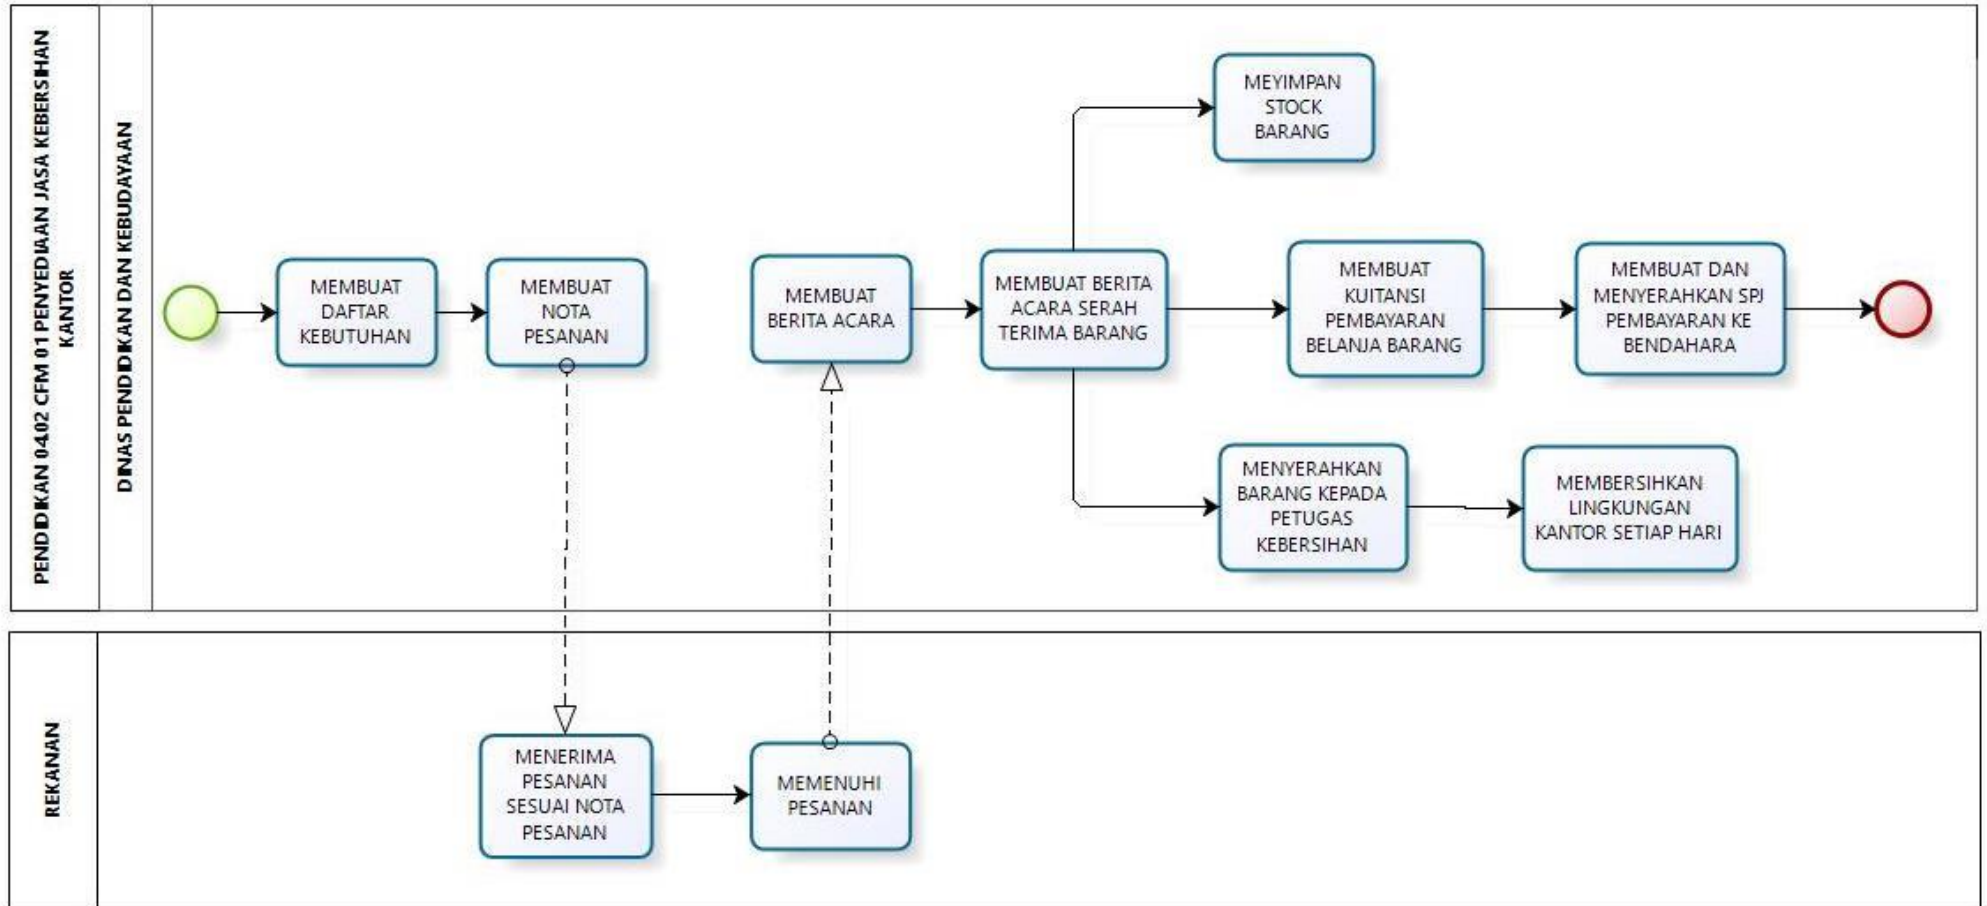 PENDIDIKAN 04.02 CFM 01 PENYEDIAAN JASA KEBERSIHAN
KANTOR
DINAS PENDIDIKAN DAN KEBUDAYAAN
MEMBUAT
DAFTAR
KEBUTUHAN
MEMBUAT
NOTA
PESANAN
MEMBUAT
BERITA ACARA
MEMBUAT BERITA
ACARA SERAH
TERIMA BARANG
MEYIMPAN
STOCK
BARANG
MEMBUAT
KUITANSI
PEMBAYARAN
BELANJA BARANG
MEMBUAT DAN
MENYERAHKAN SPJ
PEMBAYARAN KE
BENDAHARA
MENYERAHKAN
BARANG KEPADA
PETUGAS
KEBERSIHAN
MEMBERSIHKAN
LINGKUNGAN
KANTOR SETIAP HARI
REKANAN
MENERIMA
PESANAN
SESUAI NOTA
PESANAN
MEMENUHI
PESANAN